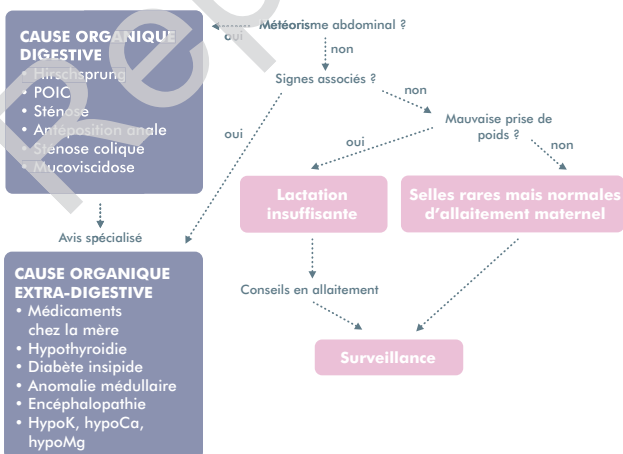 Météorisme abdominal ?
oui
non
CAUSE ORGANIQUE
DIGESTIVE
• Hirschsprung
• POIC
• Sténose
• Antéposition anale
• Sténose colique
• Mucoviscidose
Signes associés ?
oui
non
Mauvaise prise de
poids ?
oui
non
Lactation
insuffisante
Selles rares mais normales
d’allaitement maternel
Avis spécialisé
CAUSE ORGANIQUE
EXTRA-DIGESTIVE
• Médicaments
chez la mère
• Hypothyroidie
• Diabète insipide
• Anomalie médullaire
• Encéphalopathie
• HypoK, hypoCa,
hypoMg
Conseils en allaitement
Surveillance